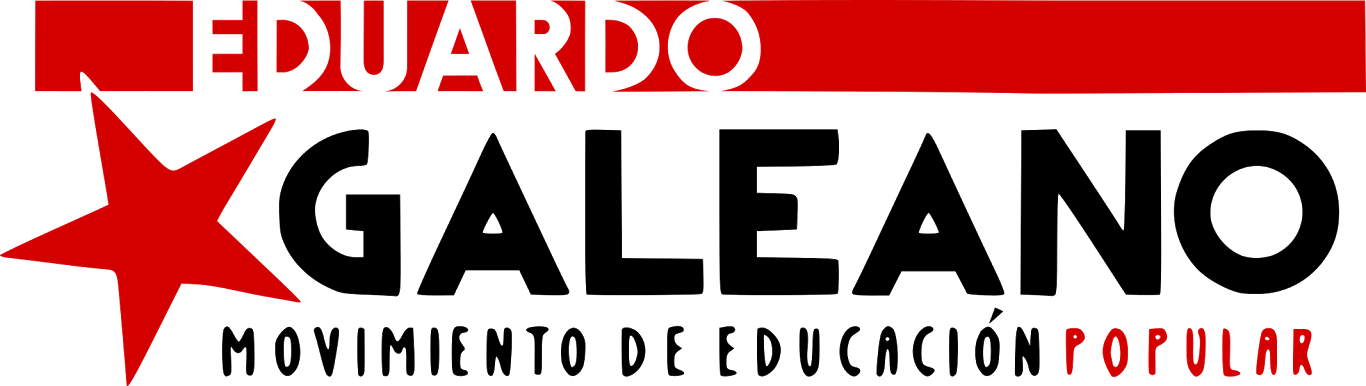 EDUARDO
GALEANO
MOVIMIENTO DE EDUCACIÓN POPULAR